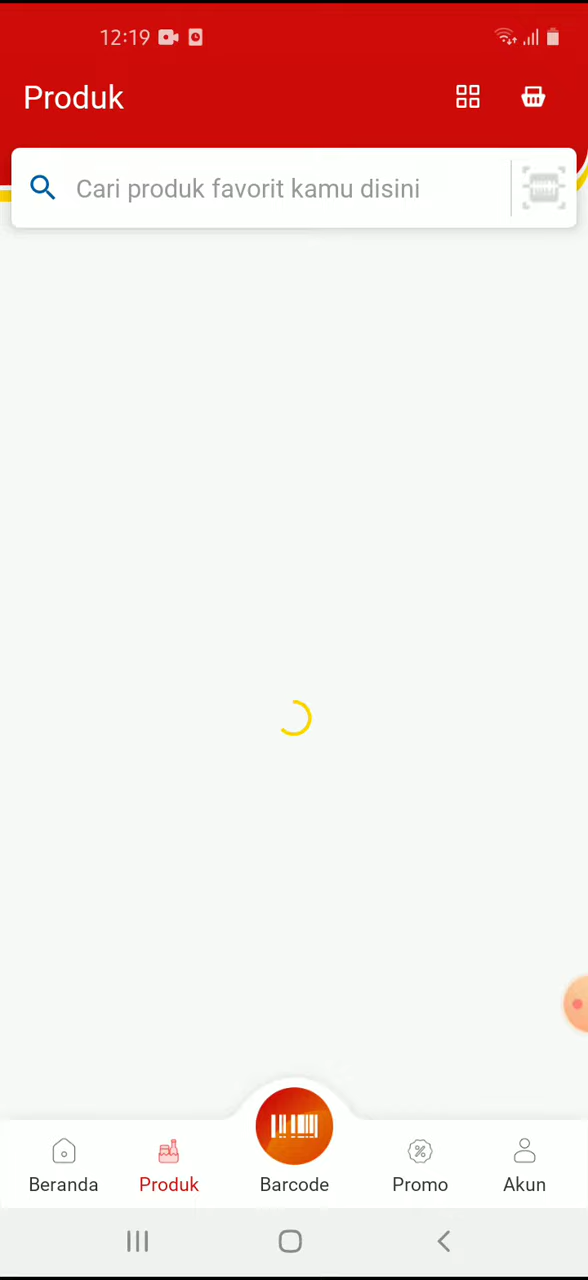 12:19
Produk
Cari produk favorit kamu disini
Beranda
Produk
Barcode
Promo
Akun